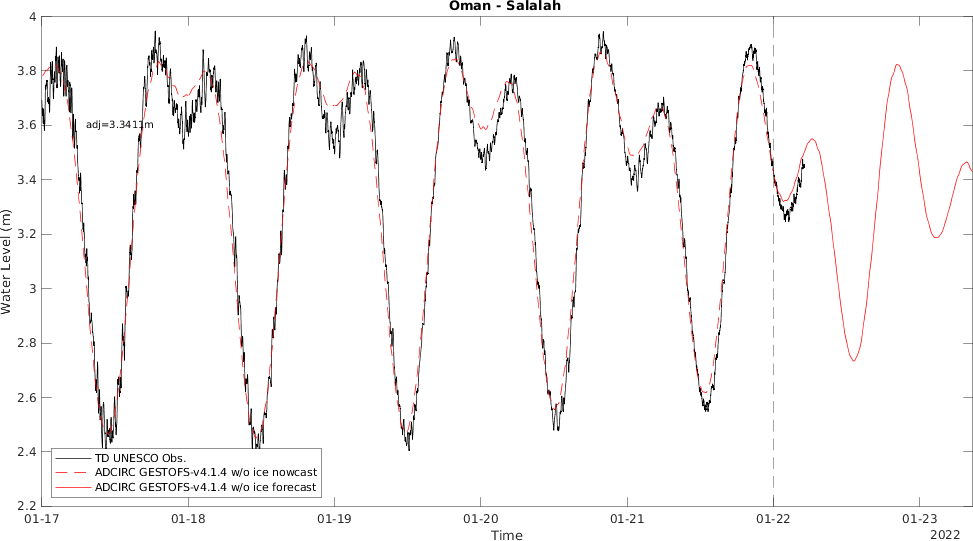 Oman - Salalah
4
3.8
3.6
3.4
3.2
3
2.8
2.6
2.4
2.2
Water Level (m)
adj=3.3411m
TD UNESCO Obs.
ADCIRC GESTOFS-v4.1.4 w/o ice nowcast
ADCIRC GESTOFS-v4.1.4 w/o ice forecast
01-17 01-18 01-19 01-20 01-21 01-22 01-23
Time
2022